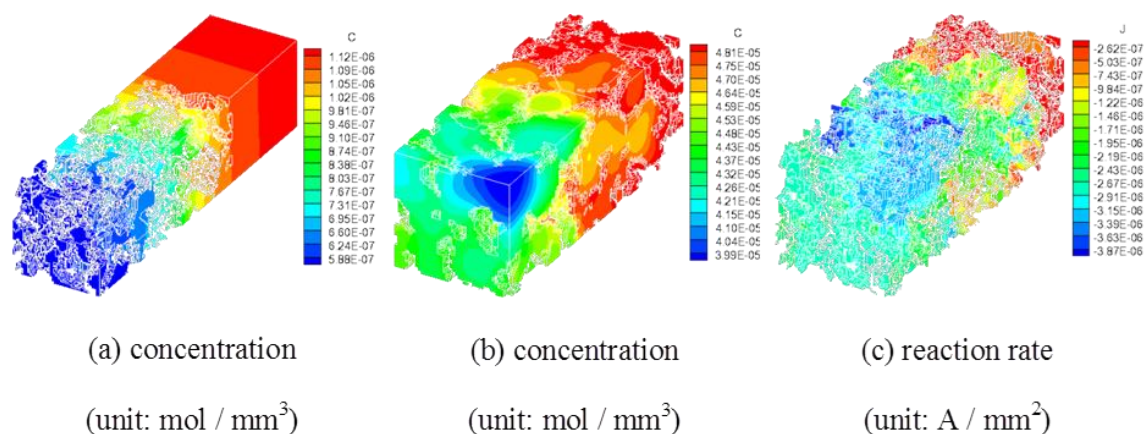 C
1.12E-06
1.09E-06
1.05E-06
1.02E-06
9.81E-07
9.46E-07
9.10E-07
8.74E-07
8.38E-07
8.03E-07
7.67E-07
7.31E-07
6.95E-07
6.60E-07
6.24E-07
5.88E-07
C
4.81E-05
4.75E-05
4.70E-05
4.64E-05
4.59E-05
4.53E-05
4.48E-05
4.43E-05
4.37E-05
4.32E-05
4.26E-05
4.21E-05
4.15E-05
4.10E-05
4.04E-05
3.99E-05
J
-2.62E-07
-5.03E-07
-7.43E-07
-9.84E-07
-1.22E-06
-1.46E-06
-1.71E-06
-1.95E-06
-2.19E-06
-2.43E-06
-2.67E-06
-2.91E-06
-3.15E-06
-3.39E-06
-3.63E-06
-3.87E-06
(a) concentration
(unit: mol / mm³)
(b) concentration
(unit: mol / mm³)
(c) reaction rate
(unit: A / mm²)